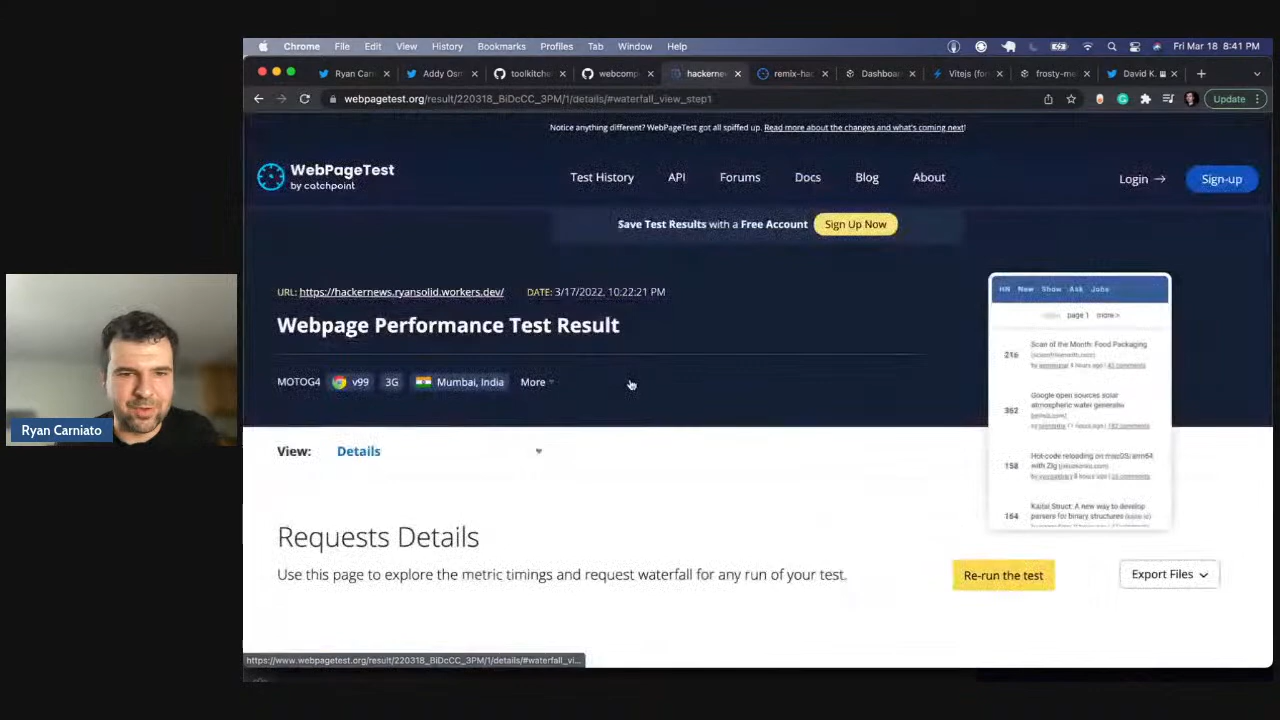 Chrome File Edit View History Bookmarks Profiles Tab Window Help Fri Mar 18 8:41 PM
Ryan Carn Addy Osm toolkitche webcomp hackerne remix-hac Dashboar Vitejs (for frosty-me David K.
webpagetest.org/result/220318_BiDcCC_3PM/1/details/#waterfall_view_step1 Update
Notice anything different? WebPageTest got all spiffed up. Read more about the changes and what's coming next!
WebPageTest
by catchpoint
Test History API Forums Docs Blog About Login Sign-up
Save Test Results with a Free Account Sign Up Now
URL: https://hackernews.ryansolid.workers.dev/ DATE: 3/17/2022, 10:22:21 PM
Webpage Performance Test Result
MOTOG4 v99 3G Mumbai, India More
HN New Show Ask Jobs
page 1 more >
216 Scan of the Month: Food Packaging
362 Google open sources solar
atmospheric water generator
158 Hot-code reloading on macOS/arm64
with Zig
164 Kaitai Struct: A new way to develop
parsers for binary structures
View: Details
Requests Details
Use this page to explore the metric timings and request waterfall for any run of your test.
Re-run the test Export Files
https://www.webpagetest.org/result/220318_BiDcCC_3PM/1/details/#waterfall_vi...
Ryan Carniato